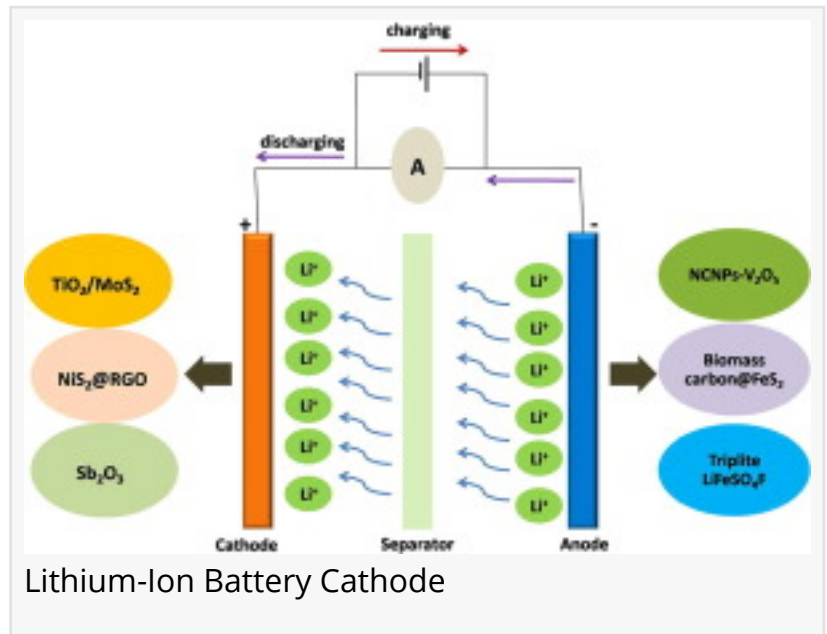 charging
discharging
A
+
-
TiO₂/MoS₂
NiS₂@RGO
Sb₂O₃
Li⁺
Li⁺
Li⁺
Li⁺
Li⁺
Li⁺
Li⁺
Li⁺
Li⁺
Li⁺
Li⁺
Li⁺
NCNPs-V₂O₅
Biomass
carbon@FeS₂
Triplite
LiFeSO₄F
Cathode
Separator
Anode
Lithium-Ion Battery Cathode